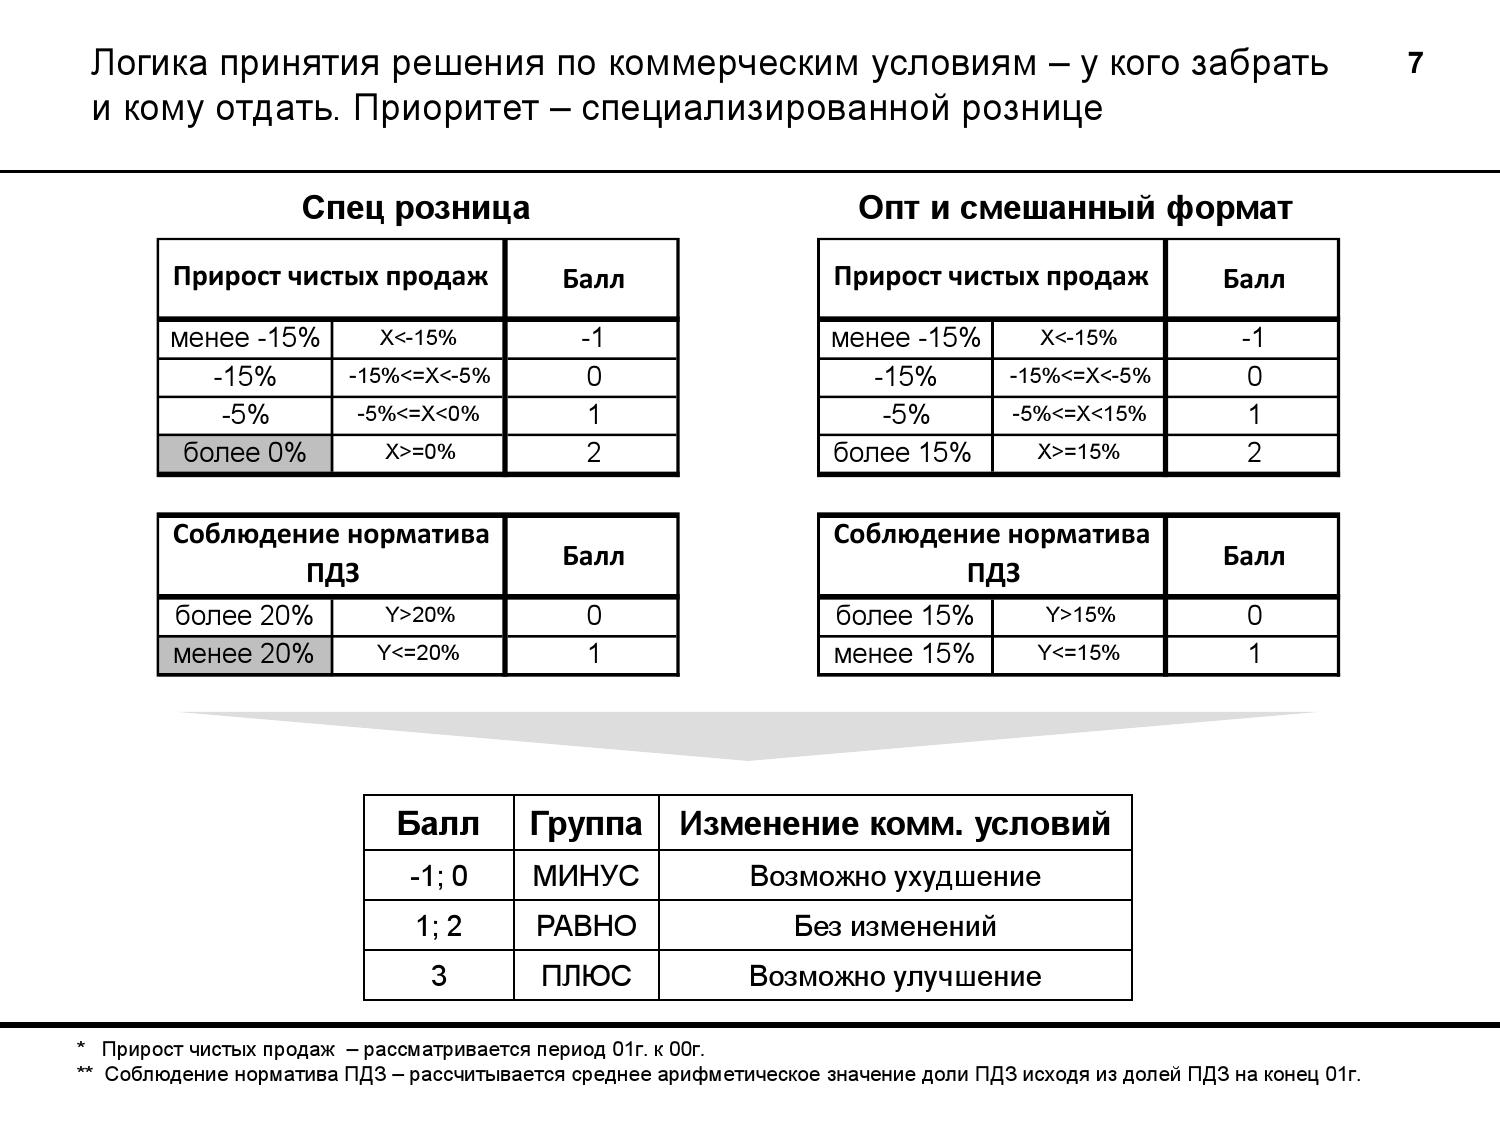 Логика принятия решения по коммерческим условиям – у кого забрать
и кому отдать. Приоритет – специализированной рознице
7
Спец розница
Прирост чистых продаж Балл
менее -15% X<-15% -1
-15% -15%<=X<-5% 0
-5% -5%<=X<0% 1
более 0% X>=0% 2
Соблюдение норматива
ПДЗ
Балл
более 20% Y>20% 0
менее 20% Y<=20% 1
Опт и смешанный формат
Прирост чистых продаж Балл
менее -15% X<-15% -1
-15% -15%<=X<-5% 0
-5% -5%<=X<15% 1
более 15% X>=15% 2
Соблюдение норматива
ПДЗ
Балл
более 15% Y>15% 0
менее 15% Y<=15% 1
Балл Группа Изменение комм. условий
-1; 0 МИНУС Возможно ухудшение
1; 2 РАВНО Без изменений
3 ПЛЮС Возможно улучшение
* Прирост чистых продаж – рассматривается период 01г. к 00г.
** Соблюдение норматива ПДЗ – рассчитывается среднее арифметическое значение доли ПДЗ исходя из долей ПДЗ на конец 01г.